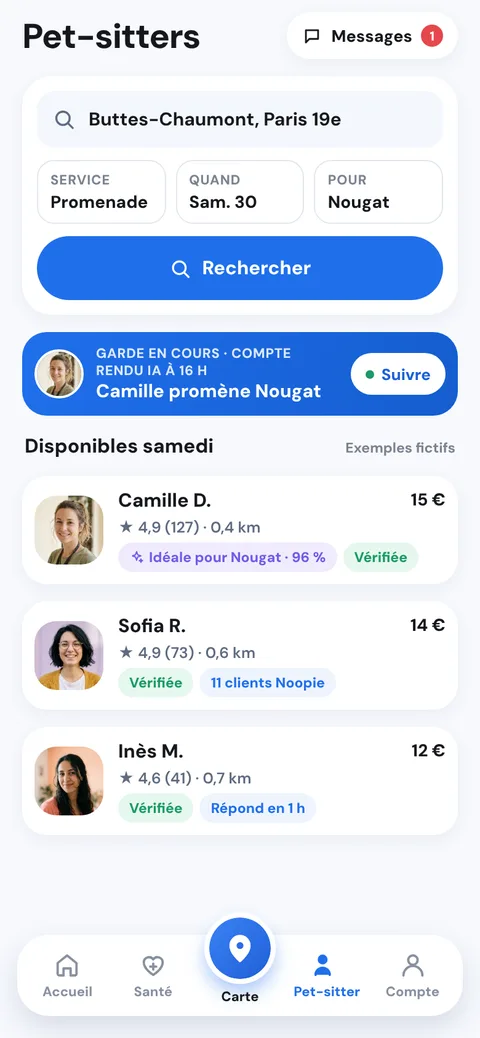 Pet-sitters
Messages 1
Buttes-Chaumont, Paris 19e
SERVICE
Promenade
QUAND
Sam. 30
POUR
Nougat
Rechercher
GARDE EN COURS · COMPTE
RENDU IA À 16 H
Camille promène Nougat
Suivre
Disponibles samedi
Exemples fictifs
Camille D.
15 €
★ 4,9 (127) · 0,4 km
Idéale pour Nougat · 96 %
Vérifiée
Sofia R.
14 €
★ 4,9 (73) · 0,6 km
Vérifiée
11 clients Noopie
Inès M.
12 €
★ 4,6 (41) · 0,7 km
Vérifiée
Répond en 1 h
Accueil
Santé
Carte
Pet-sitter
Compte